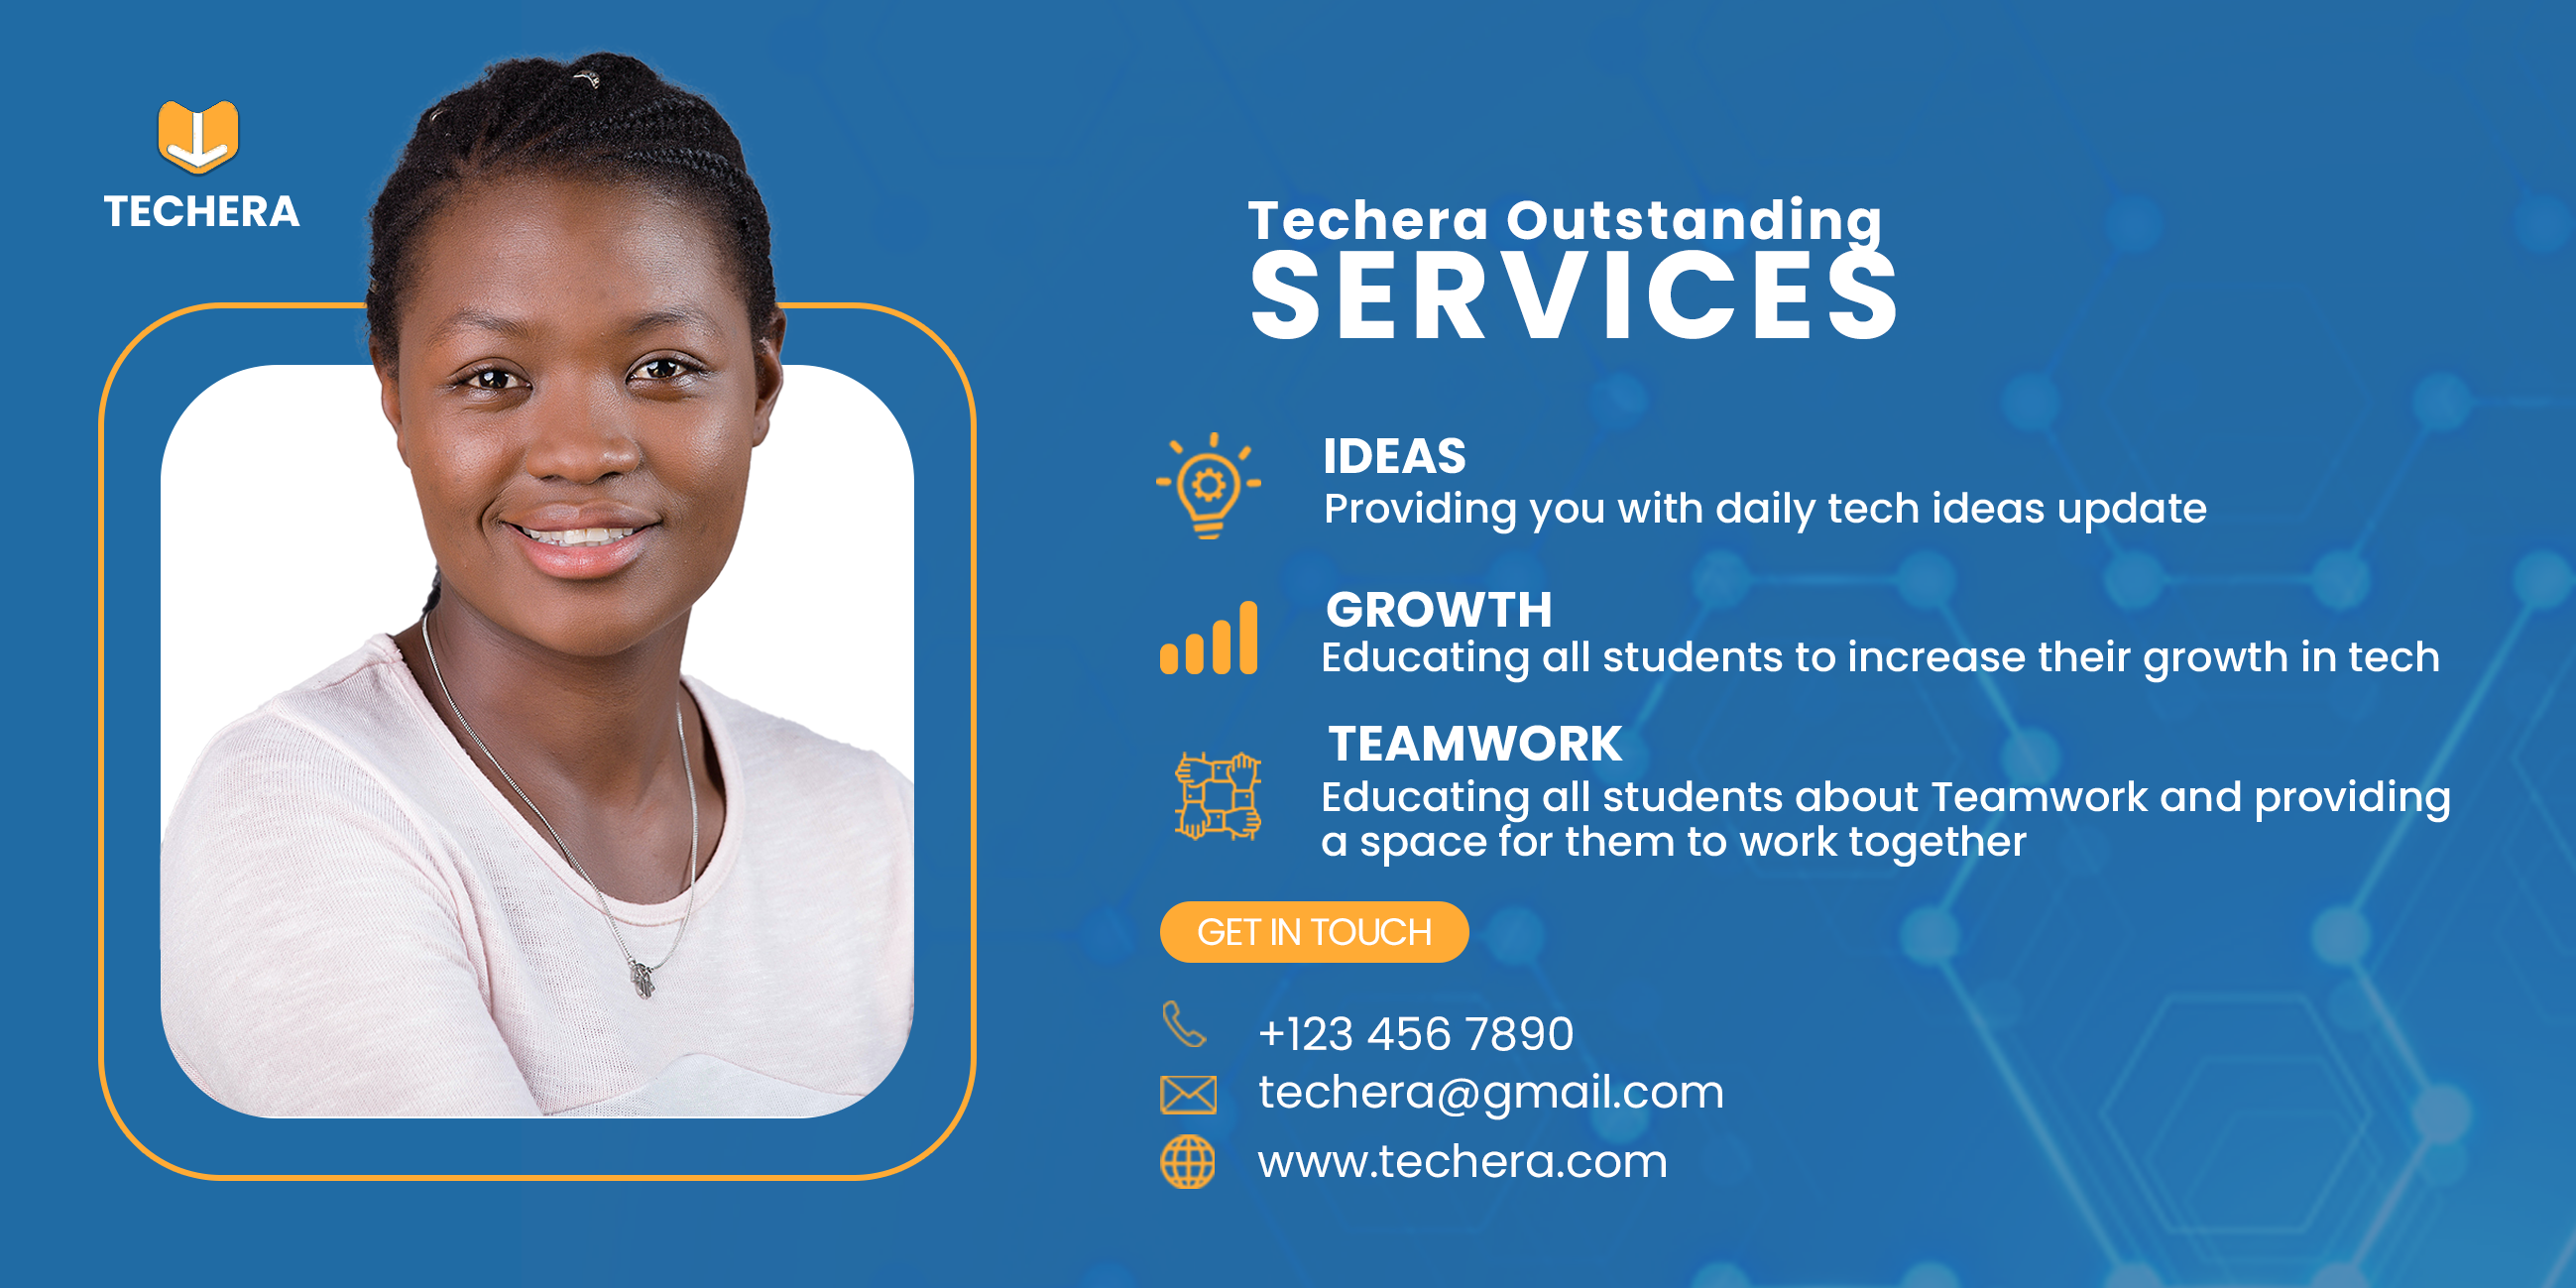 TECHERA
Techera Outstanding
SERVICES
IDEAS
Providing you with daily tech ideas update
GROWTH
Educating all students to increase their growth in tech
TEAMWORK
Educating all students about Teamwork and providing
a space for them to work together
GET IN TOUCH
+123 456 7890
techera@gmail.com
www.techera.com